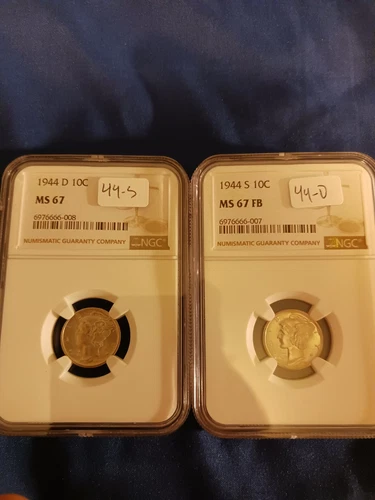 1944 D 10C
44-S
MS 67
6976666-008
NUMISMATIC GUARANTY COMPANY
NGC
1944 S 10C
44-D
MS 67 FB
6976666-007
NUMISMATIC GUARANTY COMPANY
NGC